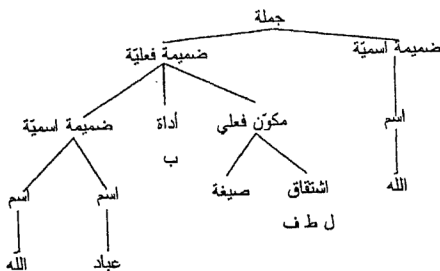 جملة
ضميمة اسميّة ضميمة فعليّة
اسم مكوّن فعلي أداة ضميمة اسميّة
ب
الله اشتقاق صيغة اسم اسم
ل ط ف
عباد الله